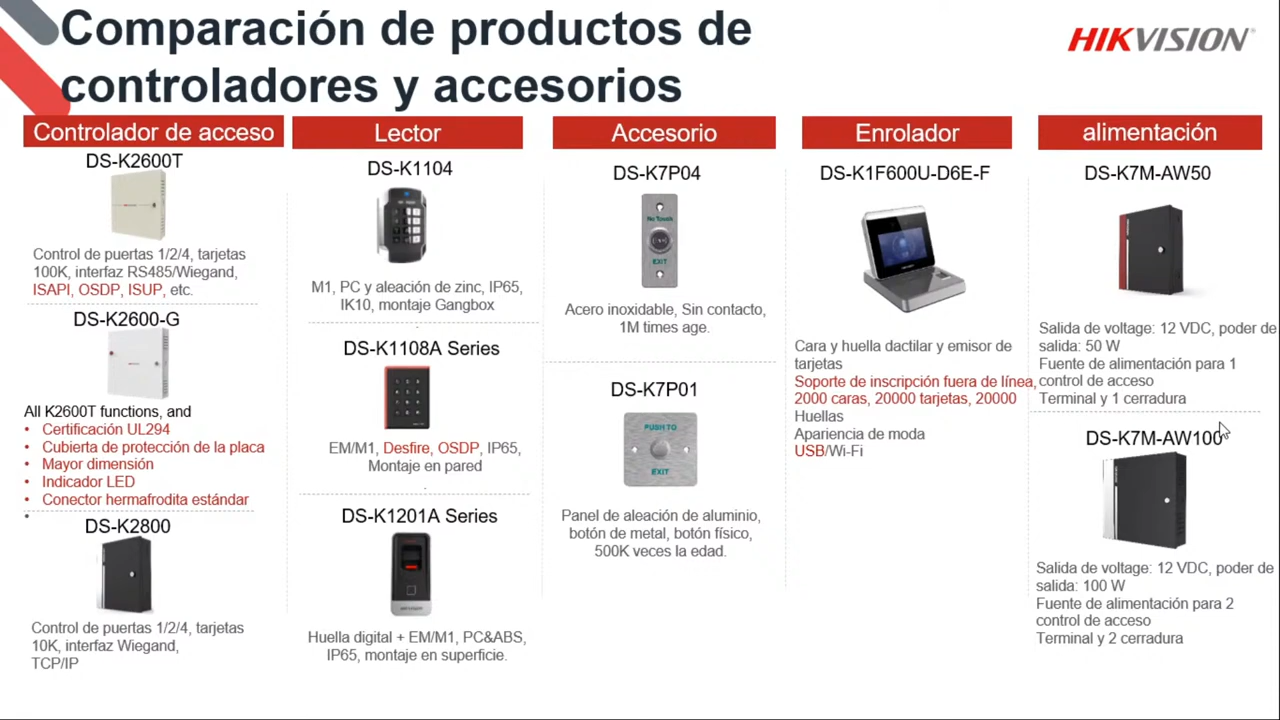 Comparación de productos de
controladores y accesorios
HIKVISION
Controlador de acceso
DS-K2600T
Control de puertas 1/2/4, tarjetas
100K, interfaz RS485/Wiegand,
ISAPI, OSDP, ISUP, etc.
DS-K2600-G
All K2600T functions, and
• Certificación UL294
• Cubierta de protección de la placa
• Mayor dimensión
• Indicador LED
• Conector hermafrodita estándar
•
DS-K2800
Control de puertas 1/2/4, tarjetas
10K, interfaz Wiegand,
TCP/IP
Lector
DS-K1104
M1, PC y aleación de zinc, IP65,
IK10, montaje Gangbox
DS-K1108A Series
EM/M1, Desfire, OSDP, IP65,
Montaje en pared
DS-K1201A Series
Huella digital + EM/M1, PC&ABS,
IP65, montaje en superficie.
Accesorio
DS-K7P04
No Touch
EXIT
Acero inoxidable, Sin contacto,
1M times age.
DS-K7P01
PUSH TO
EXIT
Panel de aleación de aluminio,
botón de metal, botón físico,
500K veces la edad.
Enrolador
DS-K1F600U-D6E-F
Cara y huella dactilar y emisor de
tarjetas
Soporte de inscripción fuera de línea,
2000 caras, 20000 tarjetas, 20000
Huellas
Apariencia de moda
USB/Wi-Fi
alimentación
DS-K7M-AW50
Salida de voltage: 12 VDC, poder de
salida: 50 W
Fuente de alimentación para 1
control de acceso
Terminal y 1 cerradura
DS-K7M-AW100
Salida de voltage: 12 VDC, poder de
salida: 100 W
Fuente de alimentación para 2
control de acceso
Terminal y 2 cerradura